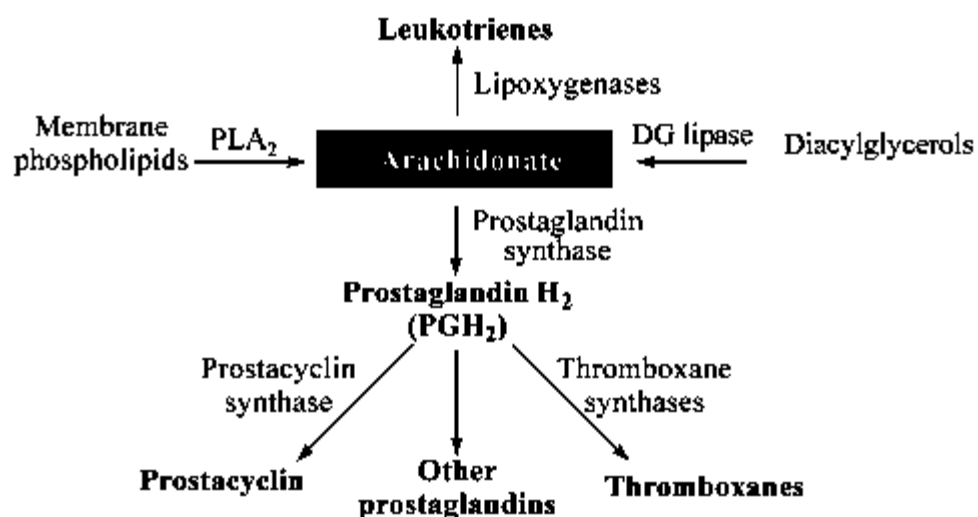 Leukotrienes
Lipoxygenases
Membrane
phospholipids
PLA₂
Arachidonate
DG lipase
Diacylglycerols
Prostaglandin
synthase
Prostaglandin H₂
(PGH₂)
Prostacyclin
synthase
Thromboxane
synthases
Prostacyclin
Other
prostaglandins
Thromboxanes